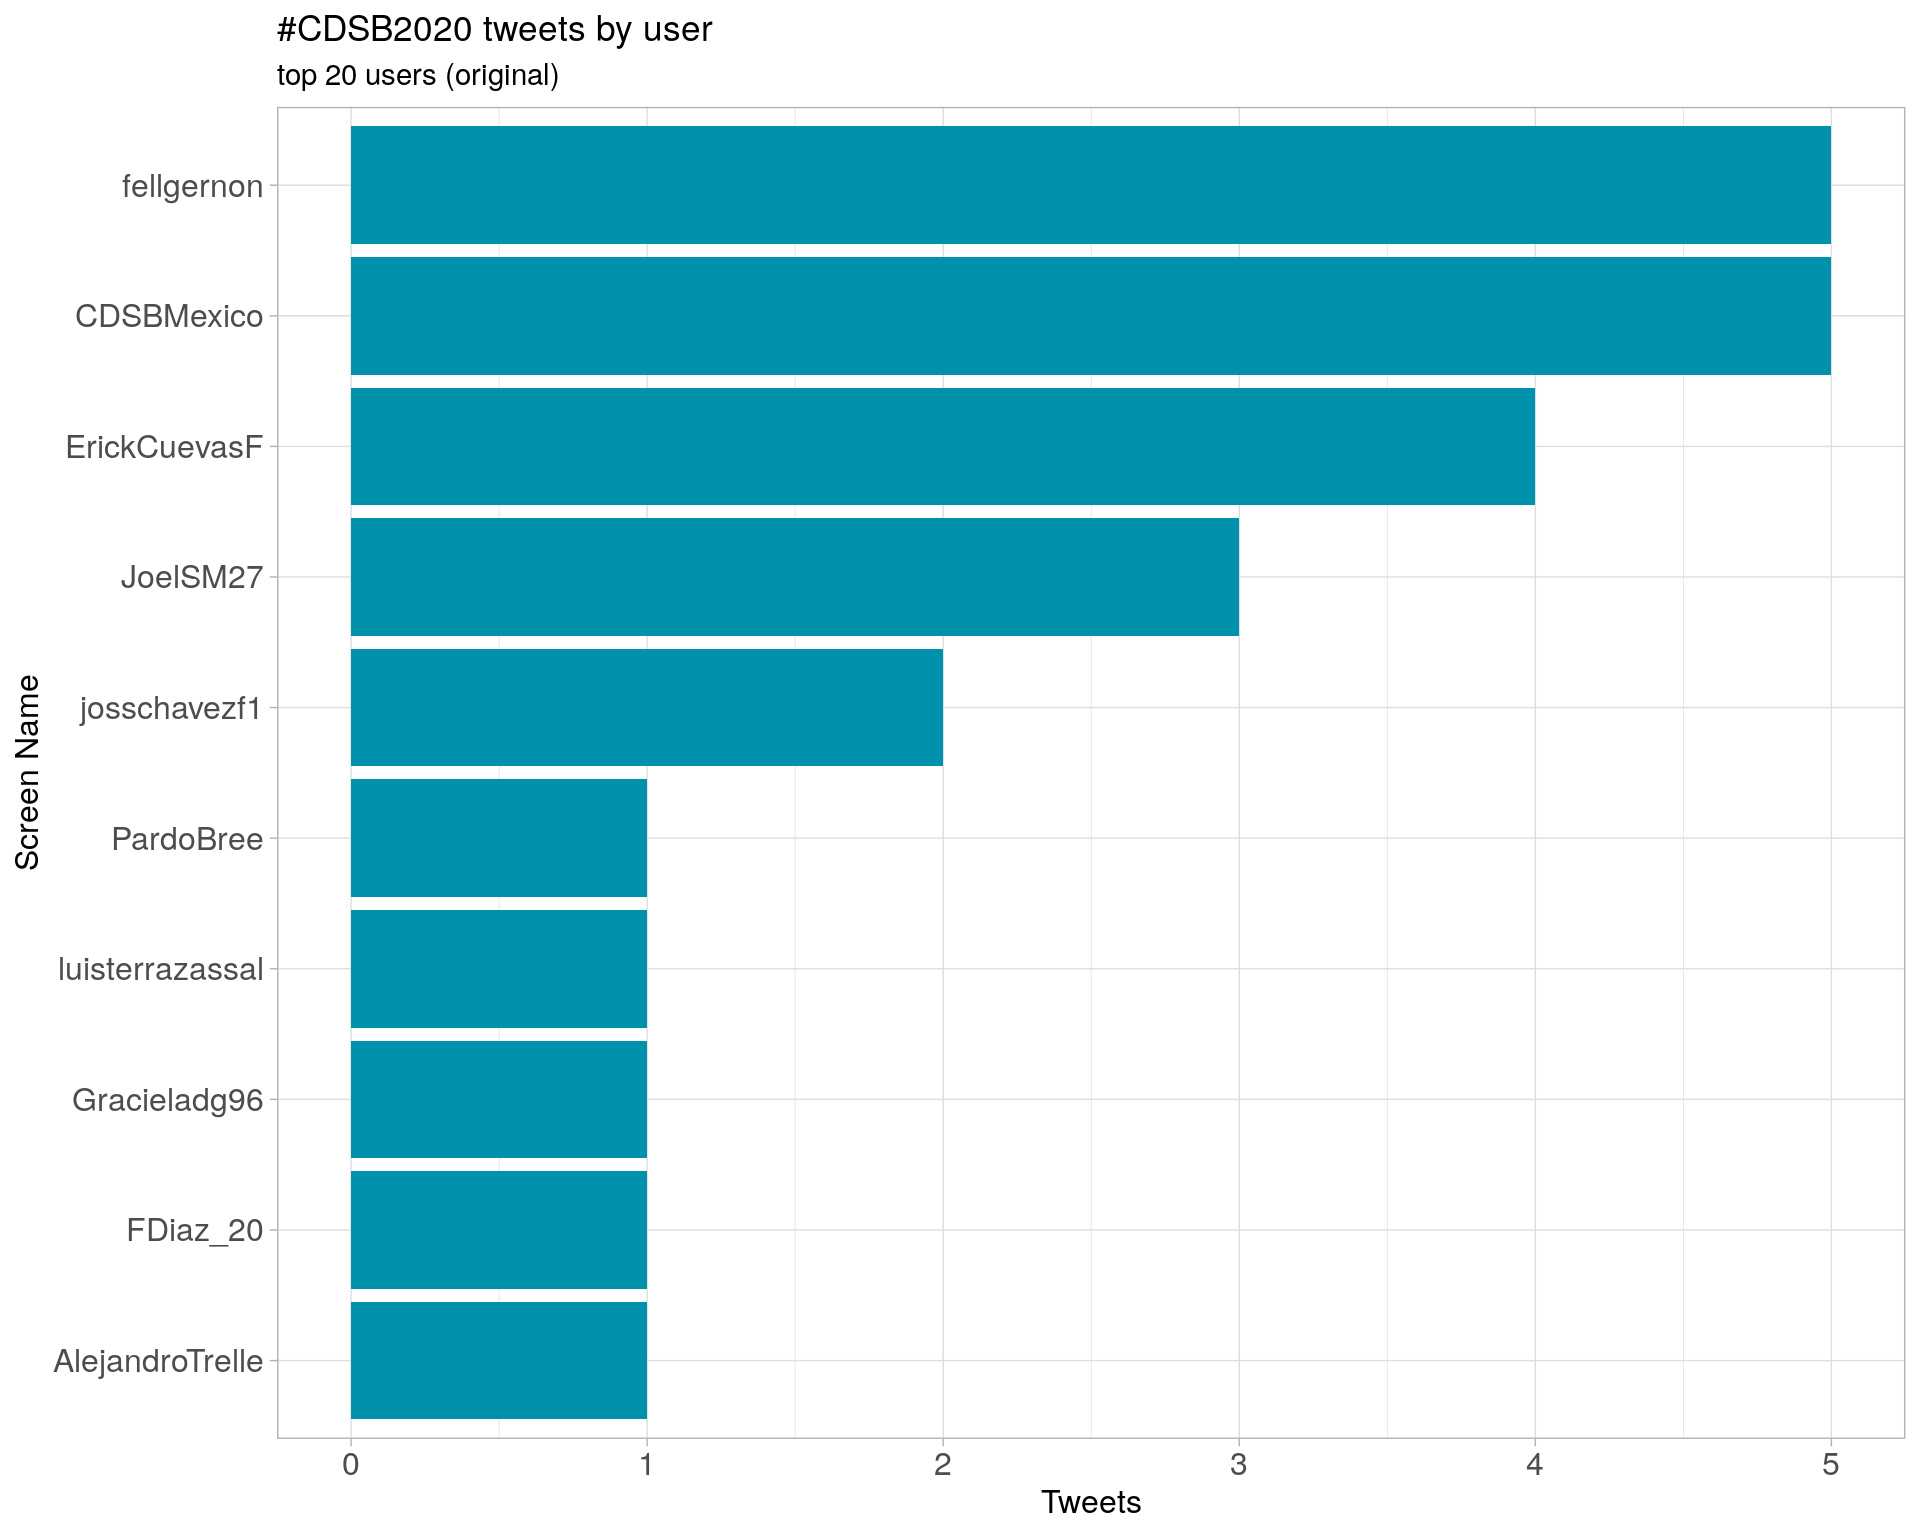 #CDSB2020 tweets by user
top 20 users (original)
Screen Name
fellgernon
CDSBMexico
ErickCuevasF
JoelSM27
josschavezf1
PardoBree
luisterrazassal
Gracieladg96
FDiaz_20
AlejandroTrelle
0 1 2 3 4 5
Tweets